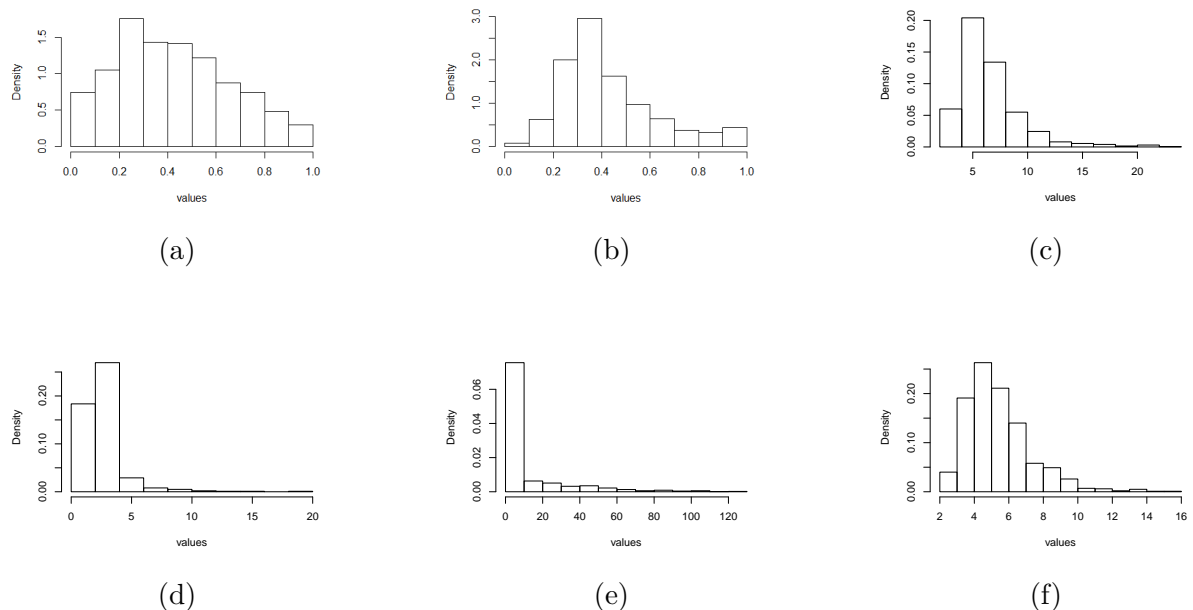 Density
0.0 0.5 1.0 1.5
0.0 0.2 0.4 0.6 0.8 1.0
values
(a)
Density
0.0 1.0 2.0 3.0
0.0 0.2 0.4 0.6 0.8 1.0
values
(b)
Density
0.00 0.05 0.10 0.15 0.20
5 10 15 20
values
(c)
Density
0.00 0.10 0.20
0 5 10 15 20
values
(d)
Density
0.00 0.02 0.04 0.06
0 20 40 60 80 100 120
values
(e)
Density
0.00 0.10 0.20
2 4 6 8 10 12 14 16
values
(f)